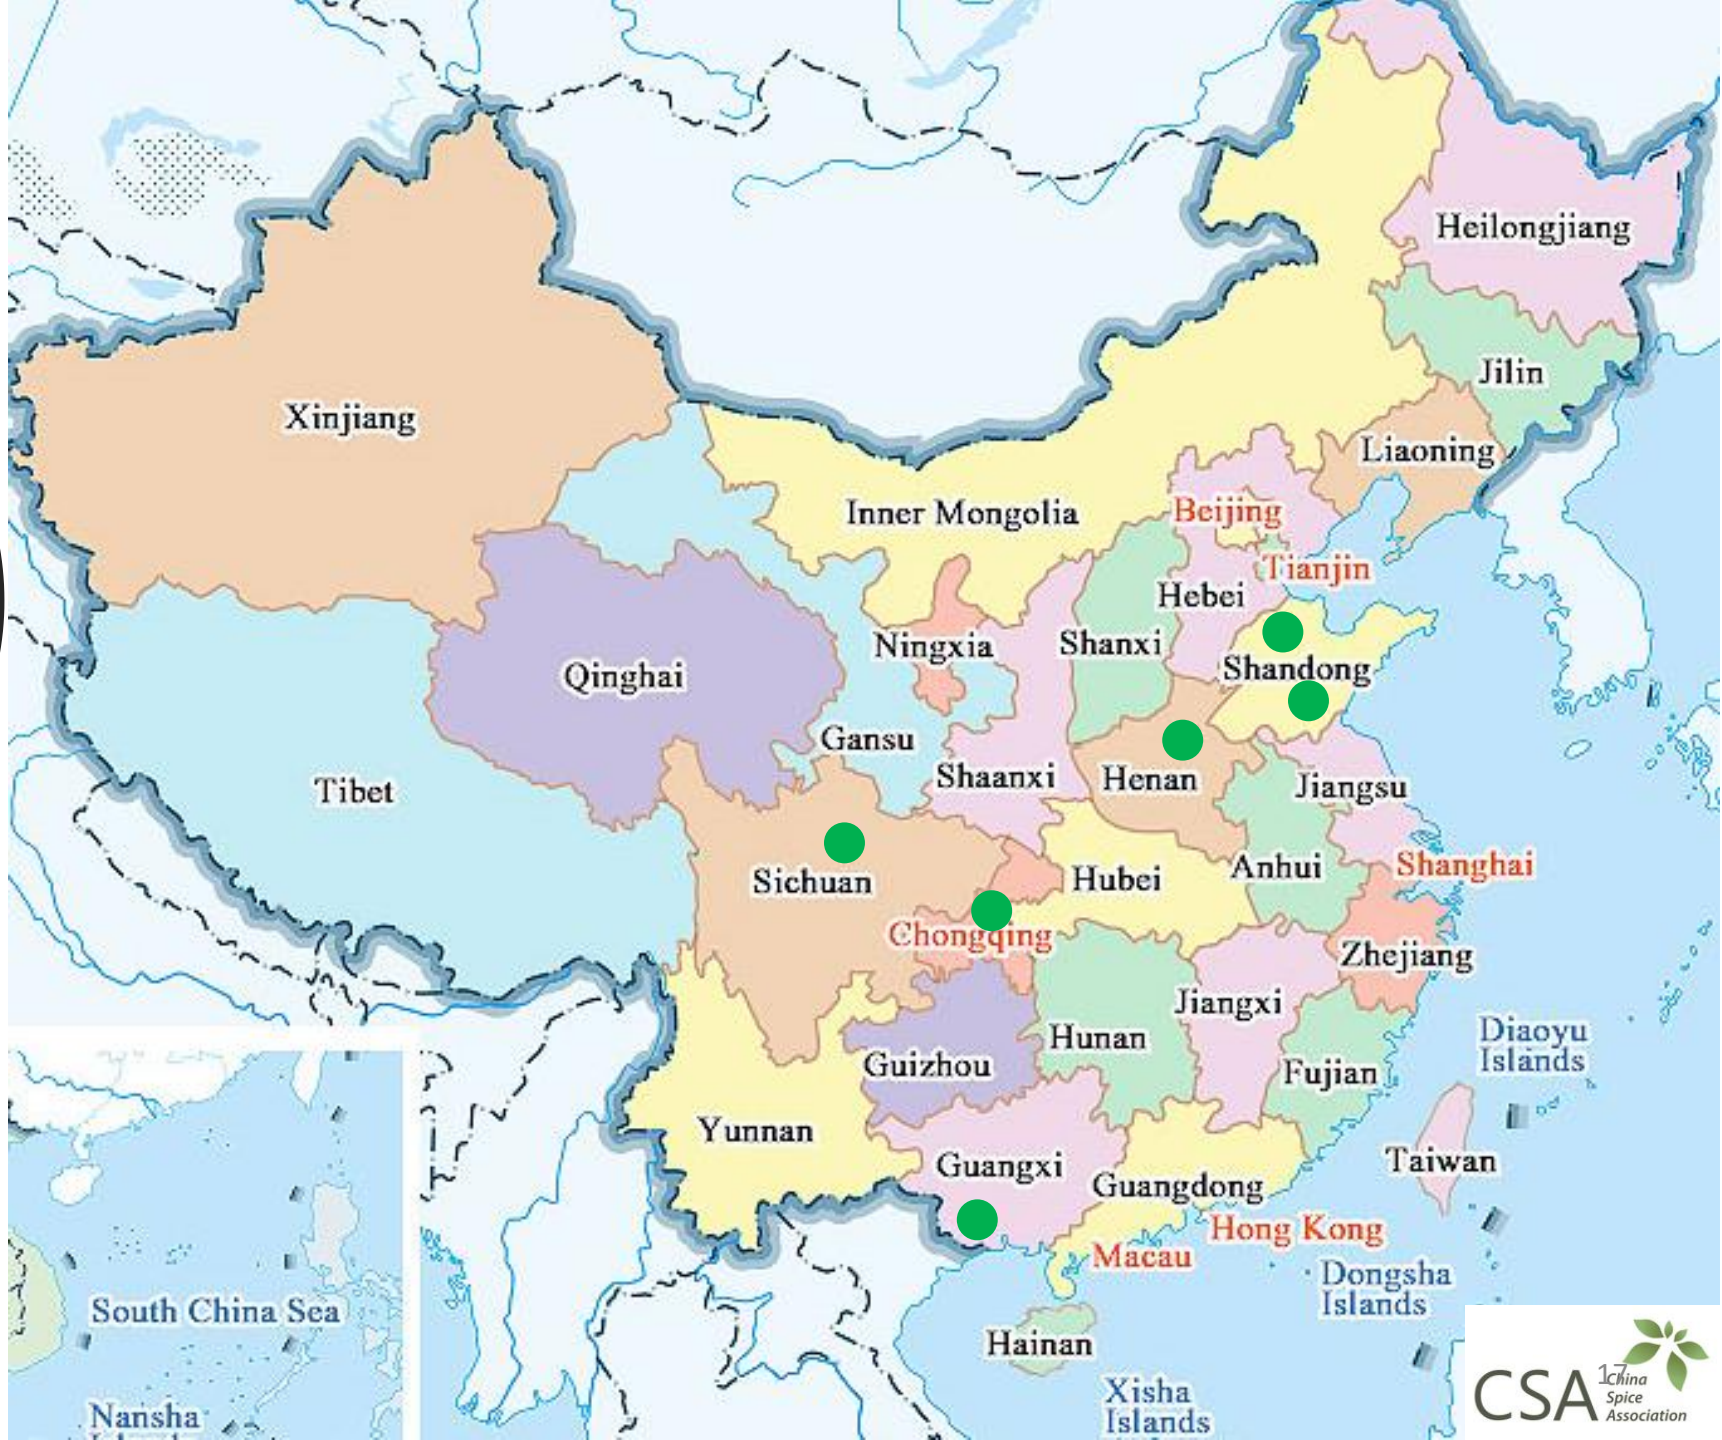 Heilongjiang
Jilin
Xinjiang
Liaoning
Inner Mongolia
Beijing
Tianjin
Hebei
Ningxia
Shanxi
Shandong
Qinghai
Gansu
Shaanxi
Henan
Jiangsu
Tibet
Sichuan
Hubei
Anhui
Shanghai
Chongqing
Zhejiang
Jiangxi
Hunan
Diaoyu
Islands
Guizhou
Fujian
Yunnan
Guangxi
Guangdong
Taiwan
Hong Kong
Macau
Dongsha
Islands
South China Sea
Hainan
Xisha
Islands
Nansha
17
CSA
China
Spice
Association